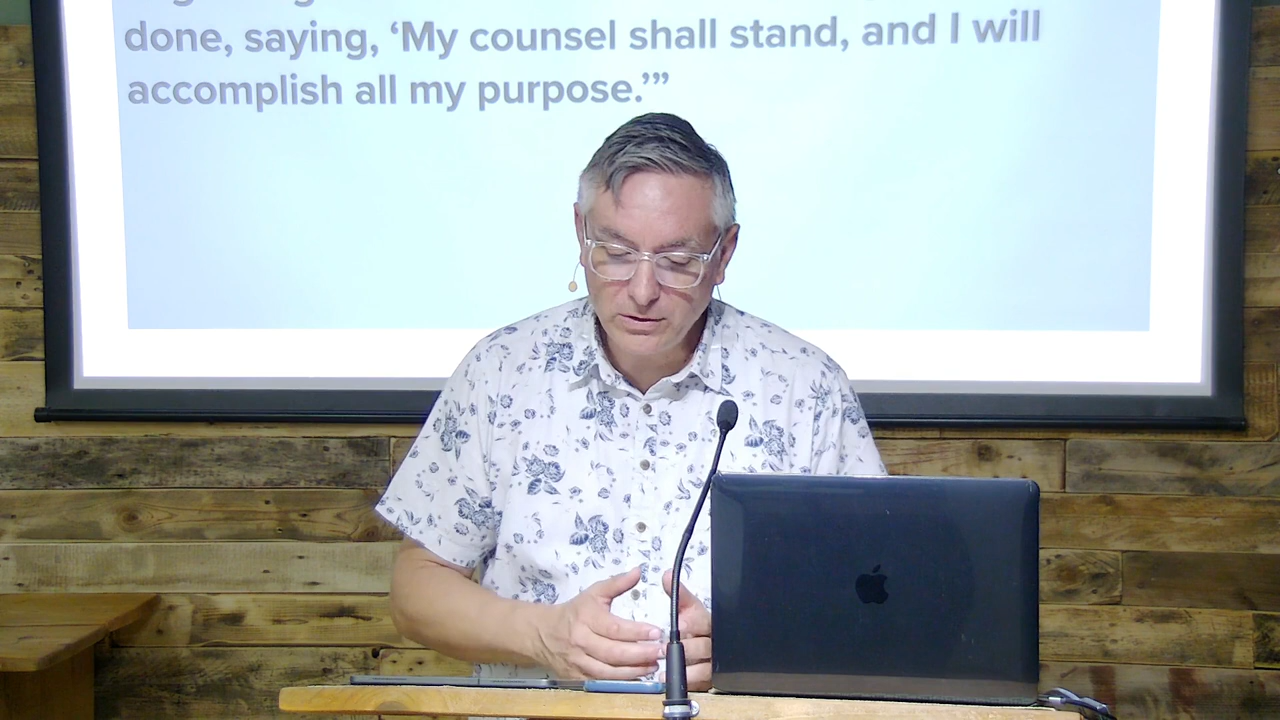 done, saying, ‘My counsel shall stand, and I will
accomplish all my purpose.’”